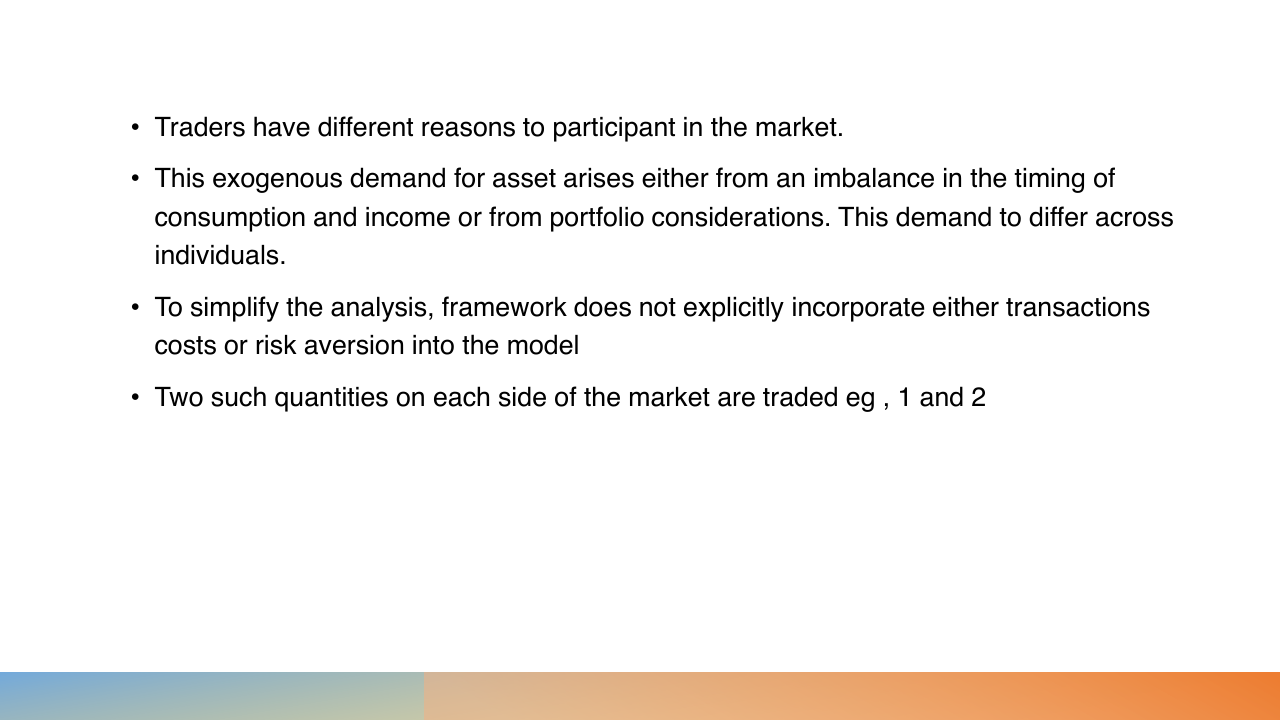 • Traders have different reasons to participant in the market.
• This exogenous demand for asset arises either from an imbalance in the timing of
consumption and income or from portfolio considerations. This demand to differ across
individuals.
• To simplify the analysis, framework does not explicitly incorporate either transactions
costs or risk aversion into the model
• Two such quantities on each side of the market are traded eg , 1 and 2